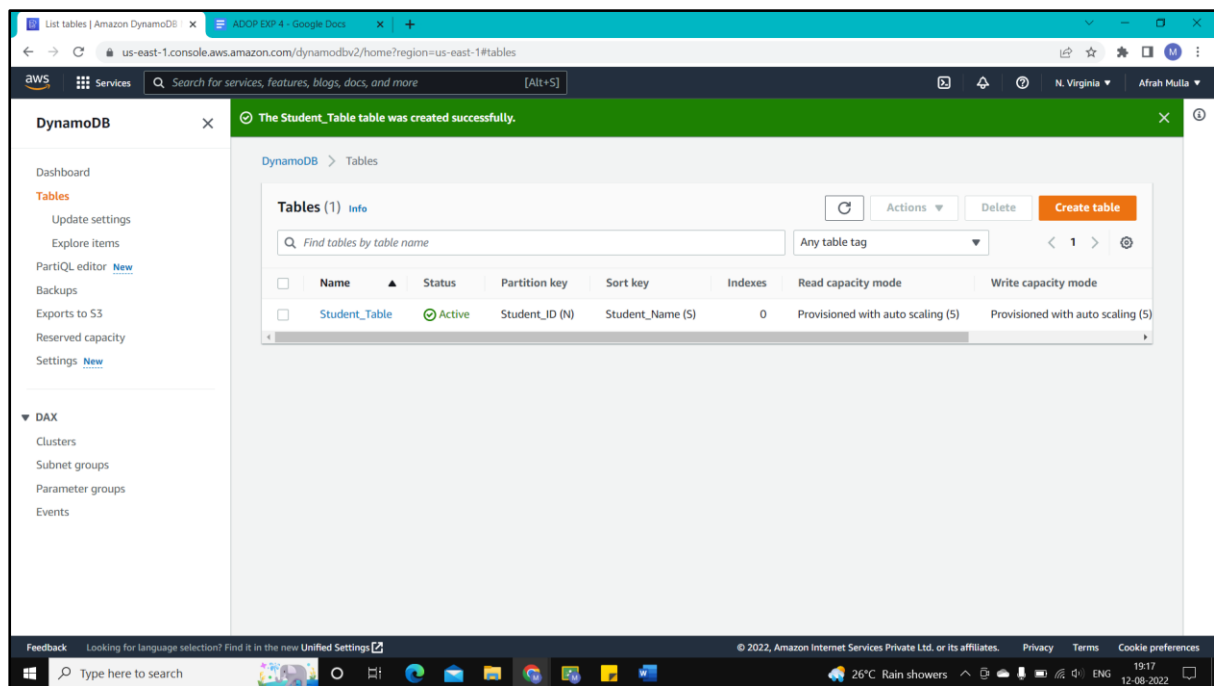 List tables | Amazon DynamoDB
ADOP EXP 4 - Google Docs
us-east-1.console.aws.amazon.com/dynamodbv2/home?region=us-east-1#tables
M
aws
Services
Search for services, features, blogs, docs, and more
[Alt+S]
N. Virginia
Afrah Mulla
DynamoDB
The Student_Table table was created successfully.
Dashboard
Tables
Update settings
Explore items
PartiQL editor New
Backups
Exports to S3
Reserved capacity
Settings New
DAX
Clusters
Subnet groups
Parameter groups
Events
DynamoDB > Tables
Tables (1) Info
Actions
Delete
Create table
Find tables by table name
Any table tag
< 1 >
Name Status Partition key Sort key Indexes Read capacity mode Write capacity mode
Student_Table Active Student_ID (N) Student_Name (S) 0 Provisioned with auto scaling (5) Provisioned with auto scaling (5)
Feedback Looking for language selection? Find it in the new Unified Settings
© 2022, Amazon Internet Services Private Ltd. or its affiliates. Privacy Terms Cookie preferences
Type here to search
26°C Rain showers
ENG
19:17
12-08-2022